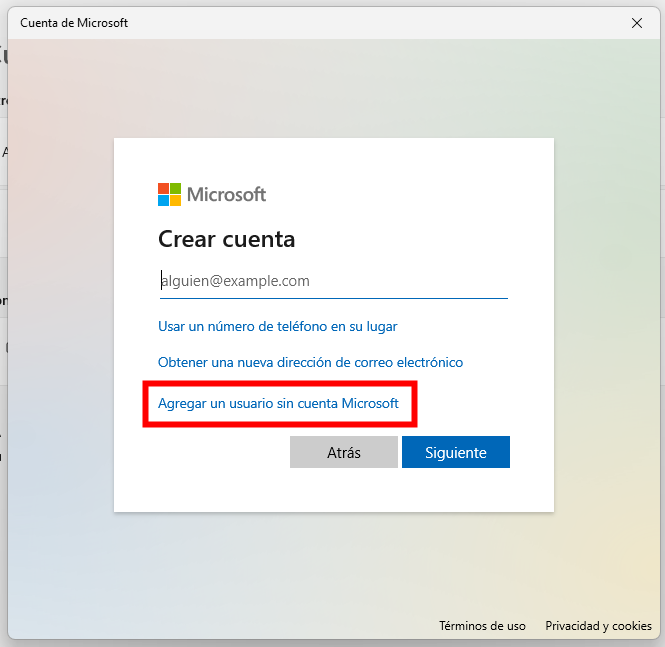 Cuenta de Microsoft
Microsoft
Crear cuenta
alguien@example.com
Usar un número de teléfono en su lugar
Obtener una nueva dirección de correo electrónico
Agregar un usuario sin cuenta Microsoft
Atrás
Siguiente
Términos de uso
Privacidad y cookies